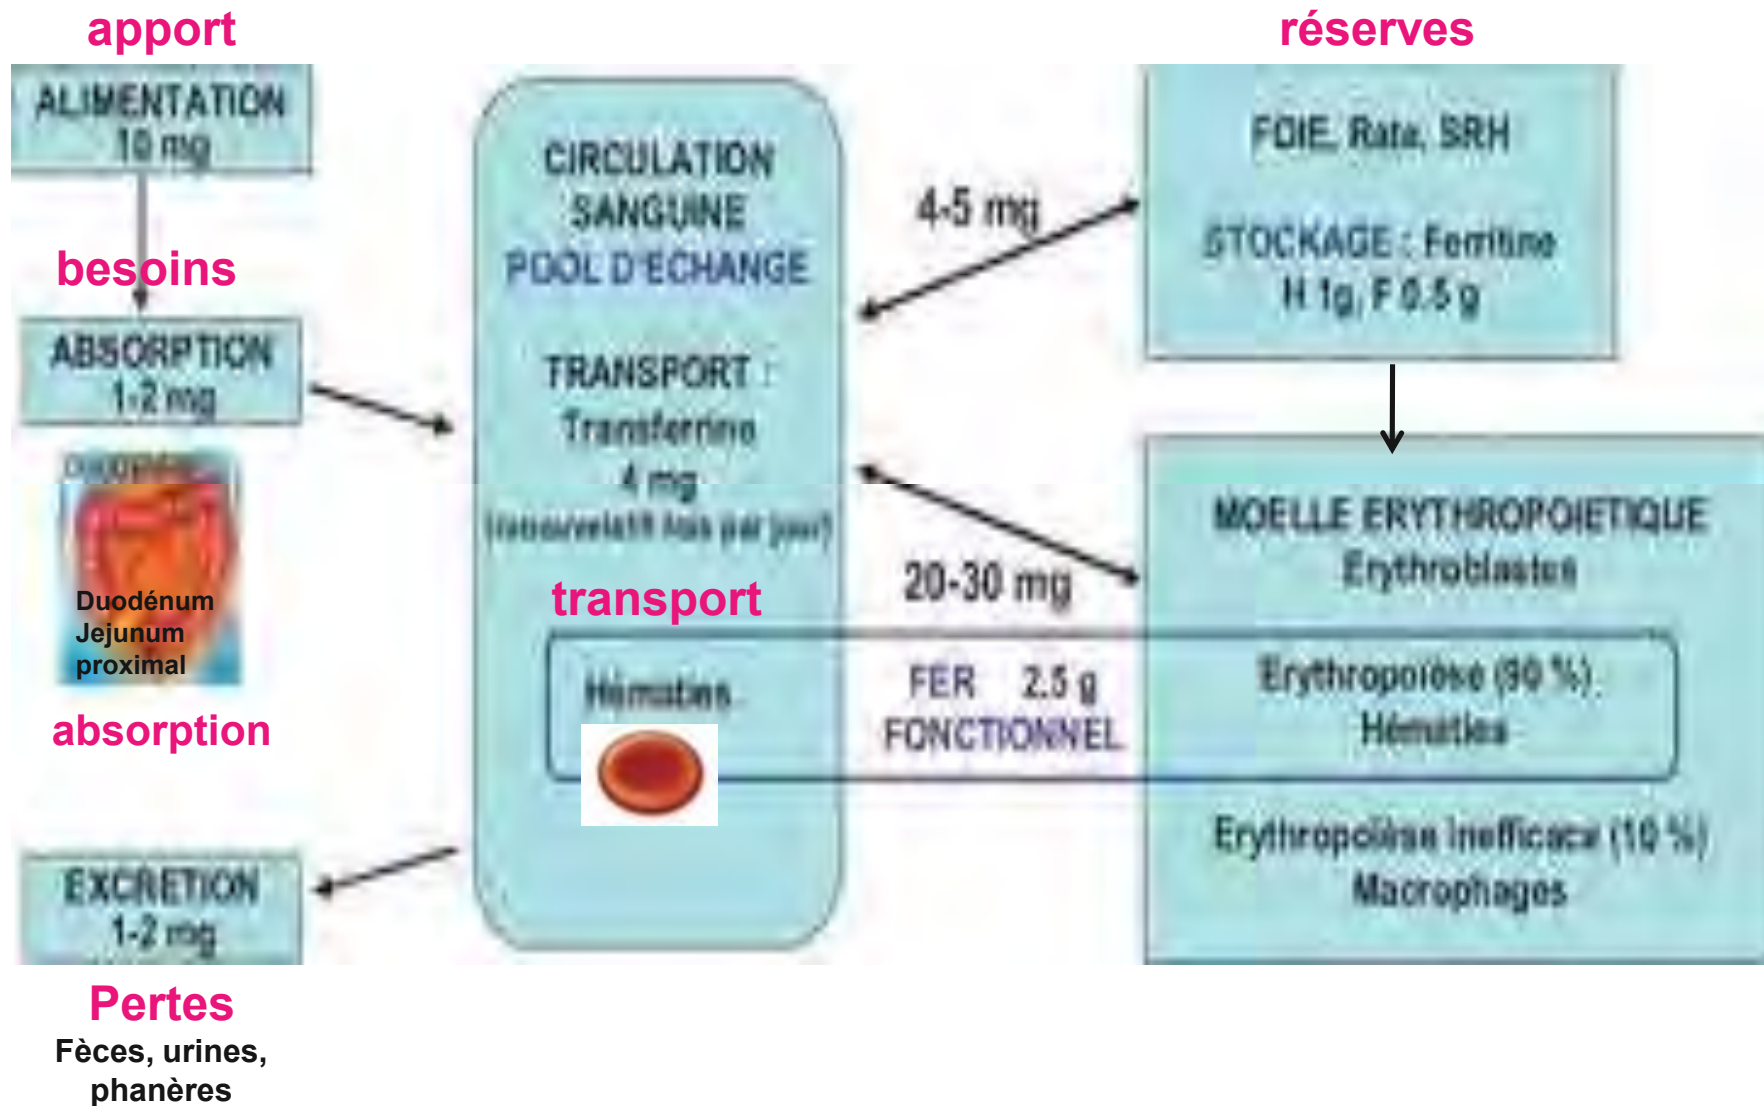 apport
ALIMENTATION
10 mg
besoins
ABSORPTION
1-2 mg
Duodénum
Jejunum
proximal
absorption
EXCRETION
1-2 mg
Pertes
Fèces, urines,
phanères
CIRCULATION
SANGUINE
POOL D'ECHANGE
TRANSPORT :
Transferrine
4 mg
fois par jour)
transport
Hématies
4-5 mg
20-30 mg
FER 2.5 g
FONCTIONNEL
réserves
FOIE, Rate, SRH
STOCKAGE : Ferritine
H 1g, F 0.5 g
MOELLE ERYTHROPOIETIQUE
Erythroblastes
Erythropoïèse (90 %)
Hématies
Erythropoïèse inefficace (10 %)
Macrophages